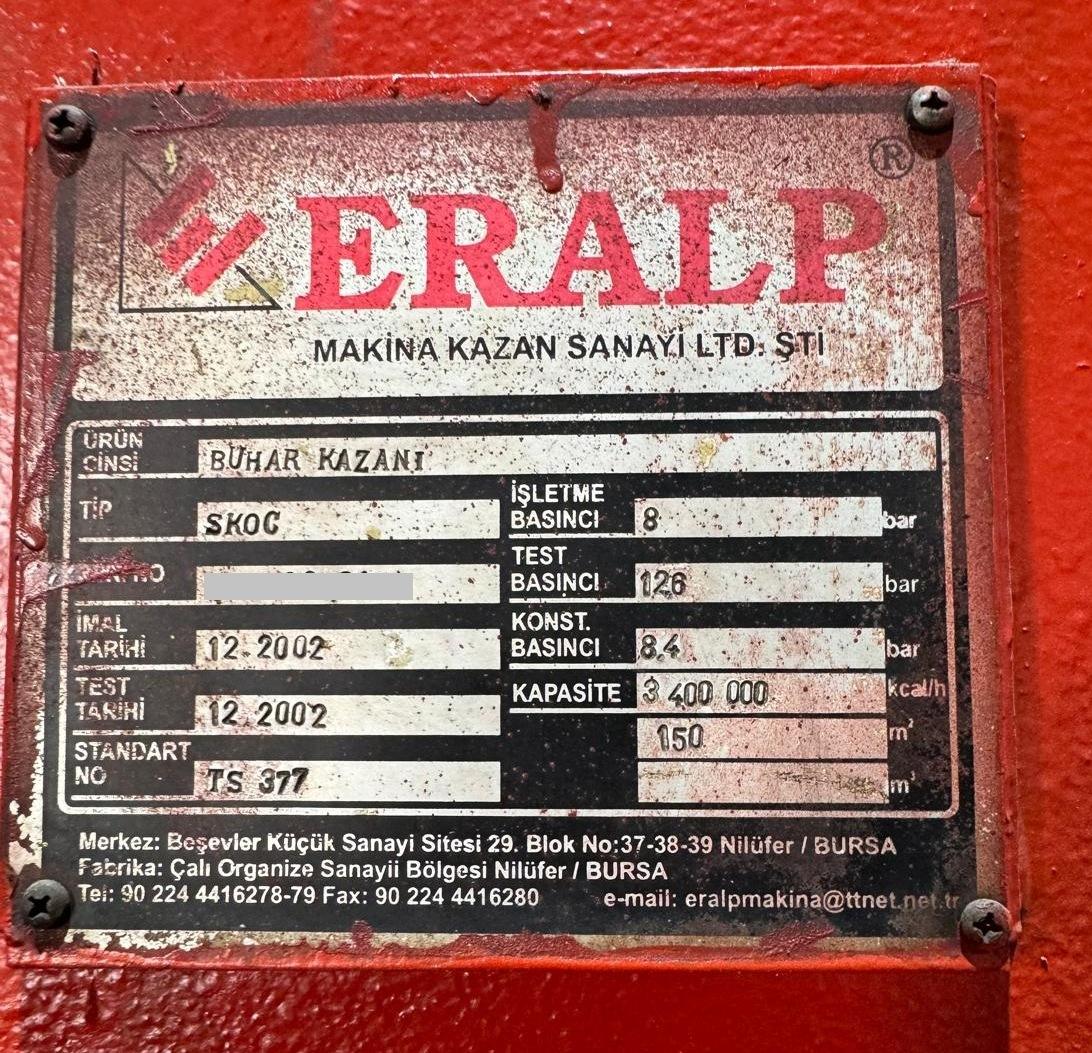 ®
ERALP
MAKİNA KAZAN SANAYİ LTD. ŞTİ
ÜRÜN CİNSİ BUHAR KAZANI
TİP SKOC
İŞLETME BASINCI 8 bar
NO
TEST BASINCI 126 bar
İMAL TARİHİ 12.2002
KONST. BASINCI 8,4 bar
TEST TARİHİ 12.2002
KAPASİTE 3 400 000 kcal/h
150 m²
STANDART NO TS 377
m³
Merkez: Beşevler Küçük Sanayi Sitesi 29. Blok No:37-38-39 Nilüfer / BURSA
Fabrika: Çalı Organize Sanayii Bölgesi Nilüfer / BURSA
Tel: 90 224 4416278-79 Fax: 90 224 4416280 e-mail: eralpmakina@ttnet.net.tr